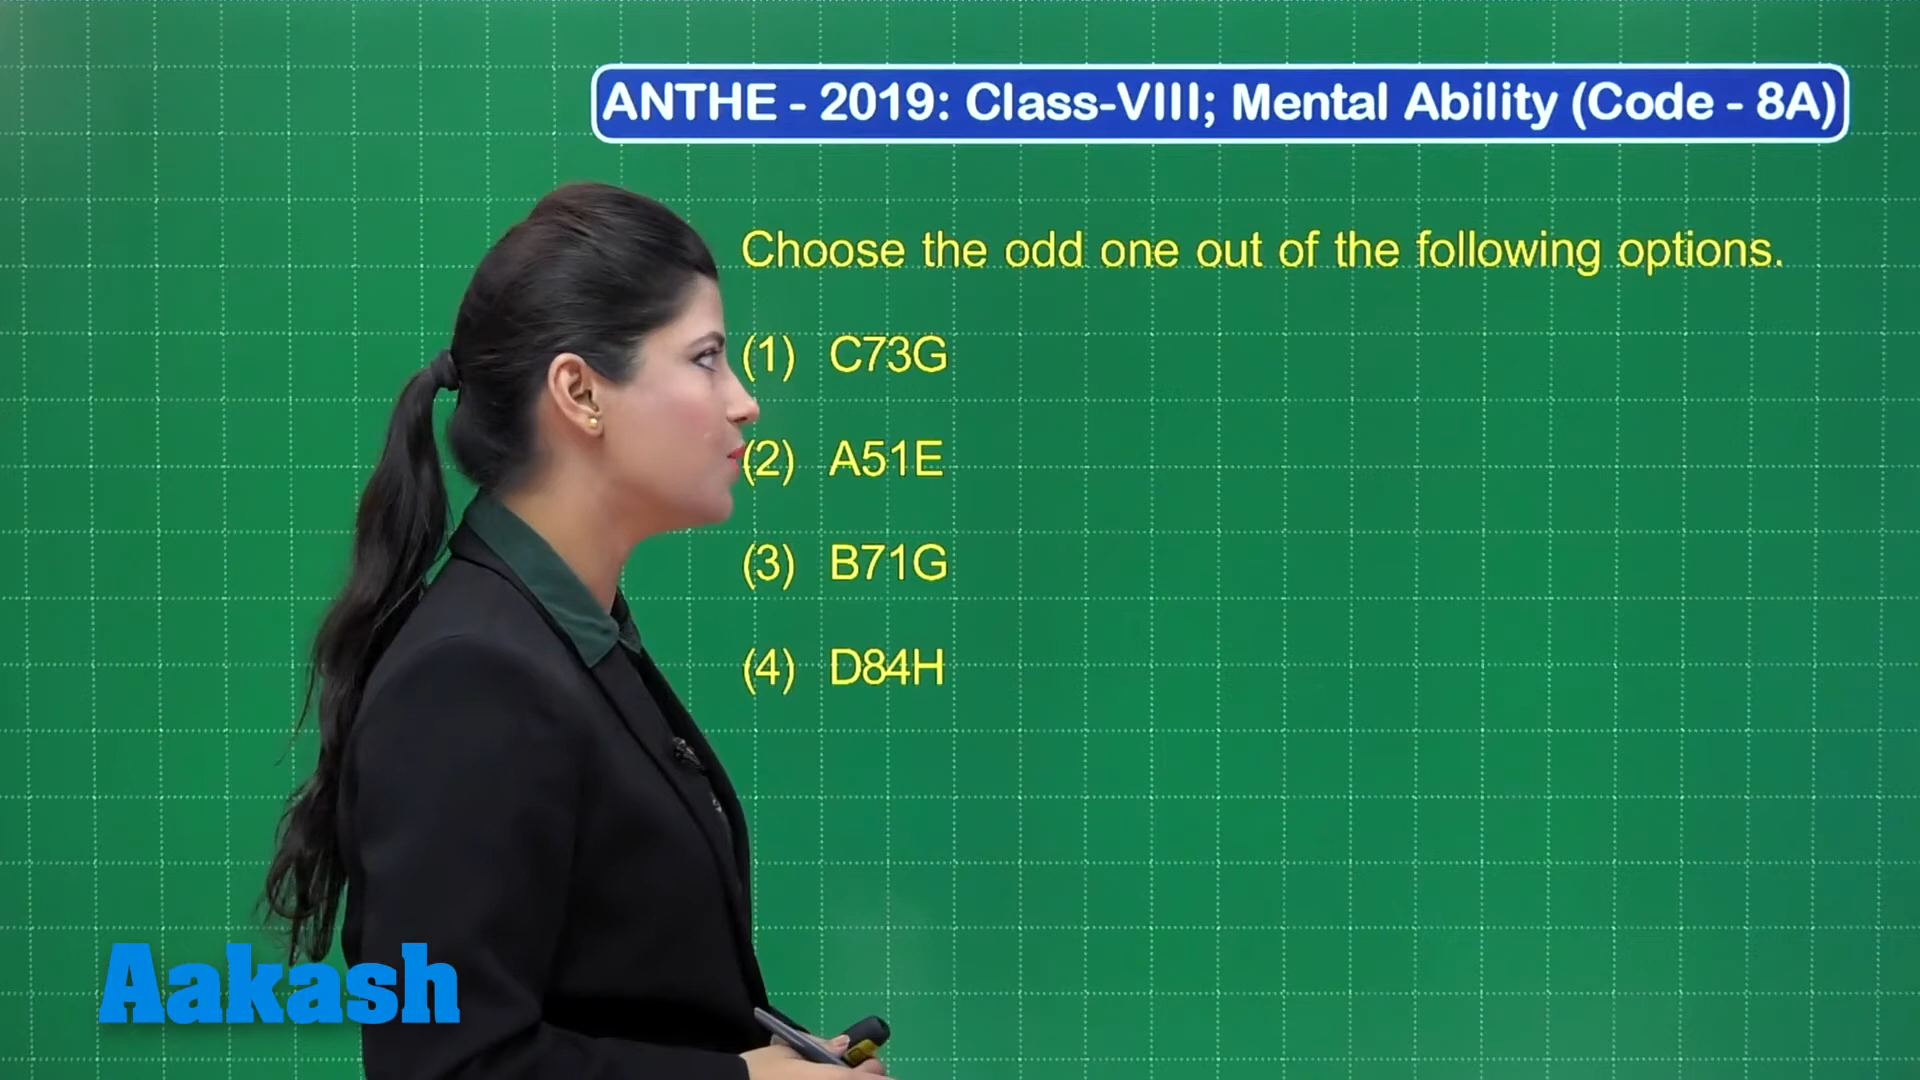 ANTHE - 2019: Class-VIII; Mental Ability (Code - 8A)
Choose the odd one out of the following options.
(1) C73G
(2) A51E
(3) B71G
(4) D84H
Aakash